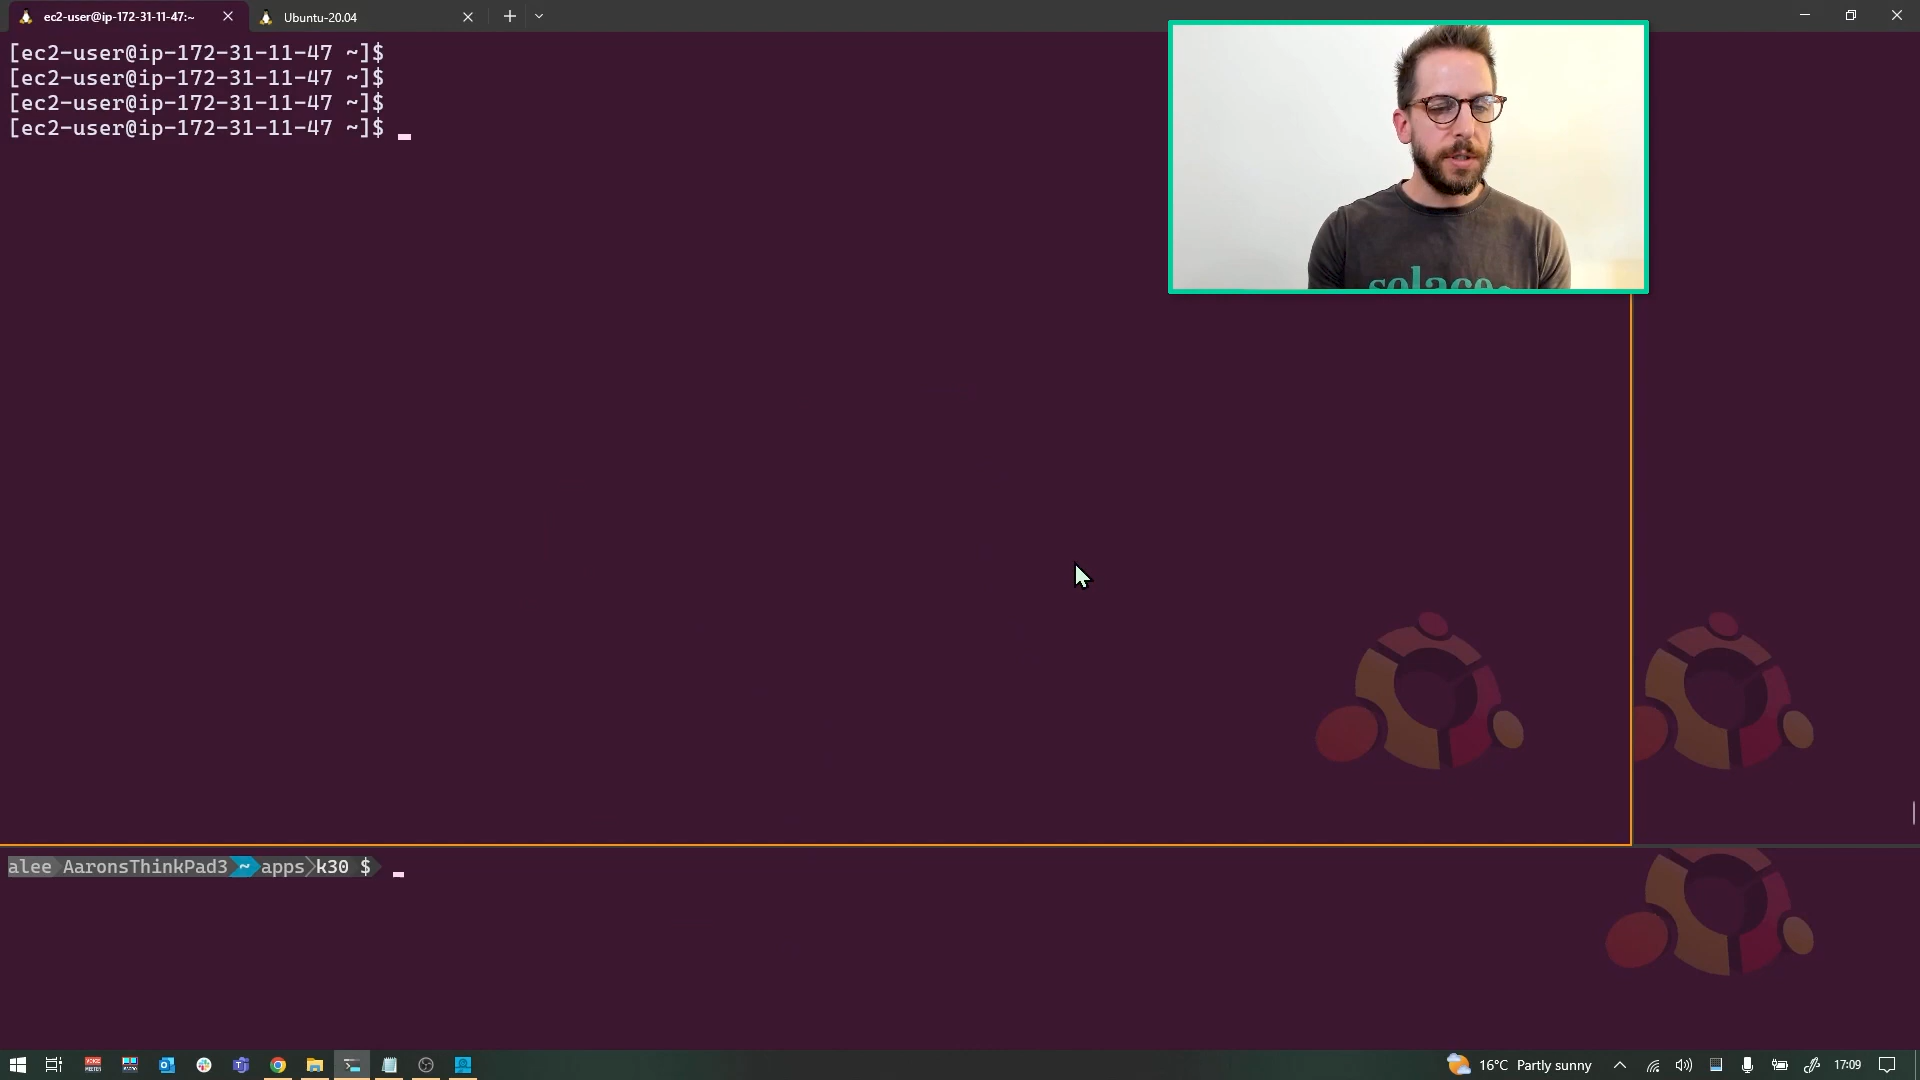 ec2-user@ip-172-31-11-47:~
Ubuntu-20.04
[ec2-user@ip-172-31-11-47 ~]$
[ec2-user@ip-172-31-11-47 ~]$
[ec2-user@ip-172-31-11-47 ~]$
[ec2-user@ip-172-31-11-47 ~]$
solace
alee AaronsThinkPad3 ~ apps k30 $
16°C Partly sunny
17:09